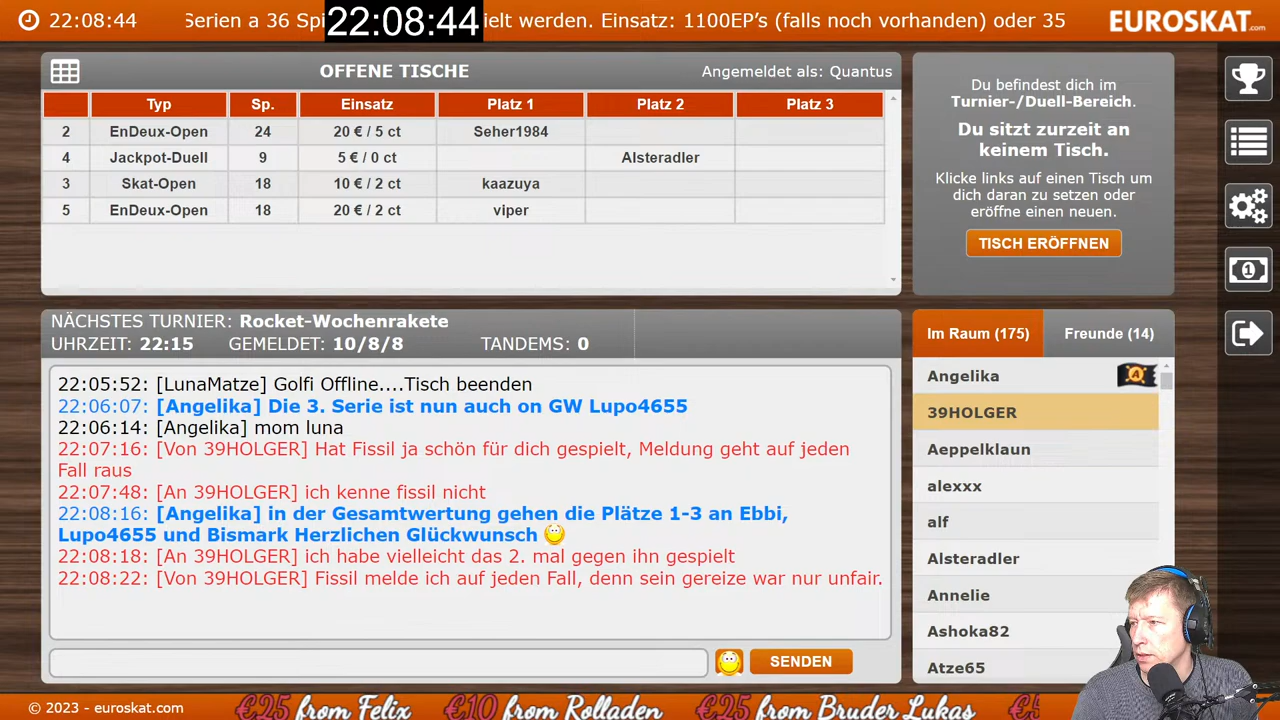 22:08:44 Serien a 36 Spi 22:08:44 ielt werden. Einsatz: 1100EP’s (falls noch vorhanden) oder 35 EUROSKAT.com
OFFENE TISCHE Angemeldet als: Quantus
Typ Sp. Einsatz Platz 1 Platz 2 Platz 3
2 EnDeux-Open 24 20 € / 5 ct Seher1984
4 Jackpot-Duell 9 5 € / 0 ct Alsteradler
3 Skat-Open 18 10 € / 2 ct kaazuya
5 EnDeux-Open 18 20 € / 2 ct viper
Du befindest dich im
Turnier-/Duell-Bereich.
Du sitzt zurzeit an
keinem Tisch.
Klicke links auf einen Tisch um
dich daran zu setzen oder
eröffne einen neuen.
TISCH ERÖFFNEN
1
NÄCHSTES TURNIER: Rocket-Wochenrakete
UHRZEIT: 22:15 GEMELDET: 10/8/8 TANDEMS: 0
22:05:52: [LunaMatze] Golfi Offline....Tisch beenden
22:06:07: [Angelika] Die 3. Serie ist nun auch on GW Lupo4655
22:06:14: [Angelika] mom luna
22:07:16: [Von 39HOLGER] Hat Fissil ja schön für dich gespielt, Meldung geht auf jeden
Fall raus
22:07:48: [An 39HOLGER] ich kenne fissil nicht
22:08:16: [Angelika] in der Gesamtwertung gehen die Plätze 1-3 an Ebbi,
Lupo4655 und Bismark Herzlichen Glückwunsch
22:08:18: [An 39HOLGER] ich habe vielleicht das 2. mal gegen ihn gespielt
22:08:22: [Von 39HOLGER] Fissil melde ich auf jeden Fall, denn sein gereize war nur unfair.
SENDEN
Im Raum (175) Freunde (14)
Angelika A
39HOLGER
Aeppelklaun
alexxx
alf
Alsteradler
Annelie
Ashoka82
Atze65
© 2023 - euroskat.com €25 from Felix €10 from Rolladen €25 from Bruder Lukas